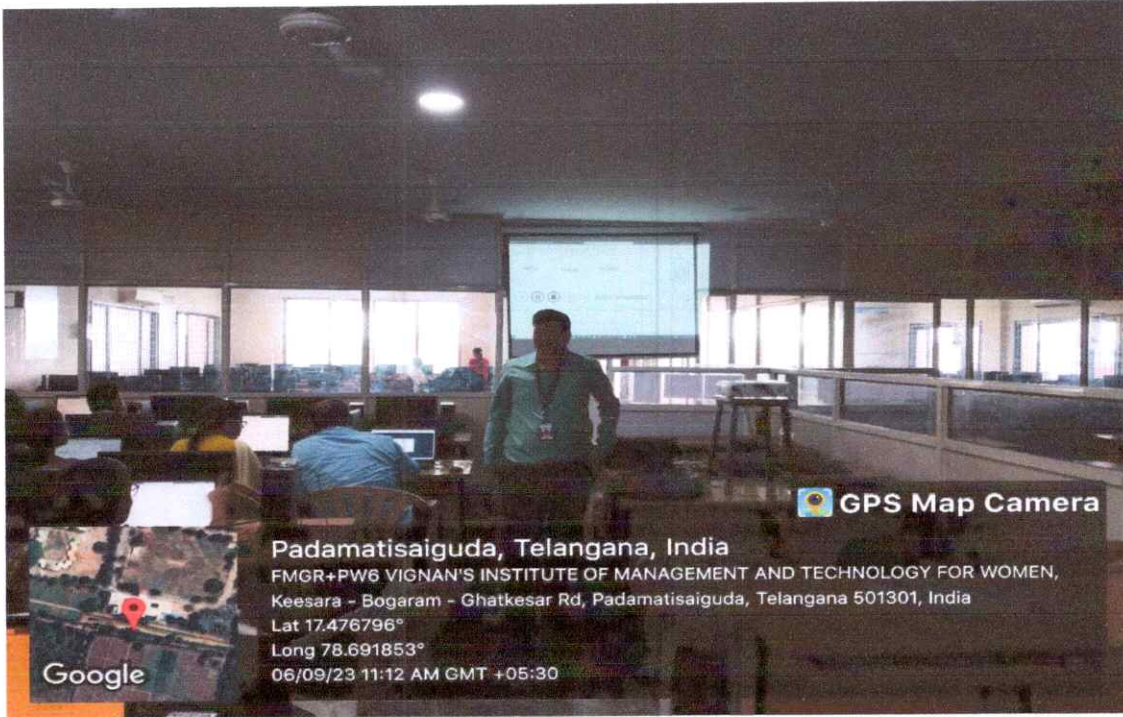 GPS Map Camera
Padamatisaiguda, Telangana, India
FMGR+PW6 VIGNAN'S INSTITUTE OF MANAGEMENT AND TECHNOLOGY FOR WOMEN,
Keesara - Bogaram - Ghatkesar Rd, Padamatisaiguda, Telangana 501301, India
Lat 17.476796°
Long 78.691853°
06/09/23 11:12 AM GMT +05:30
Google